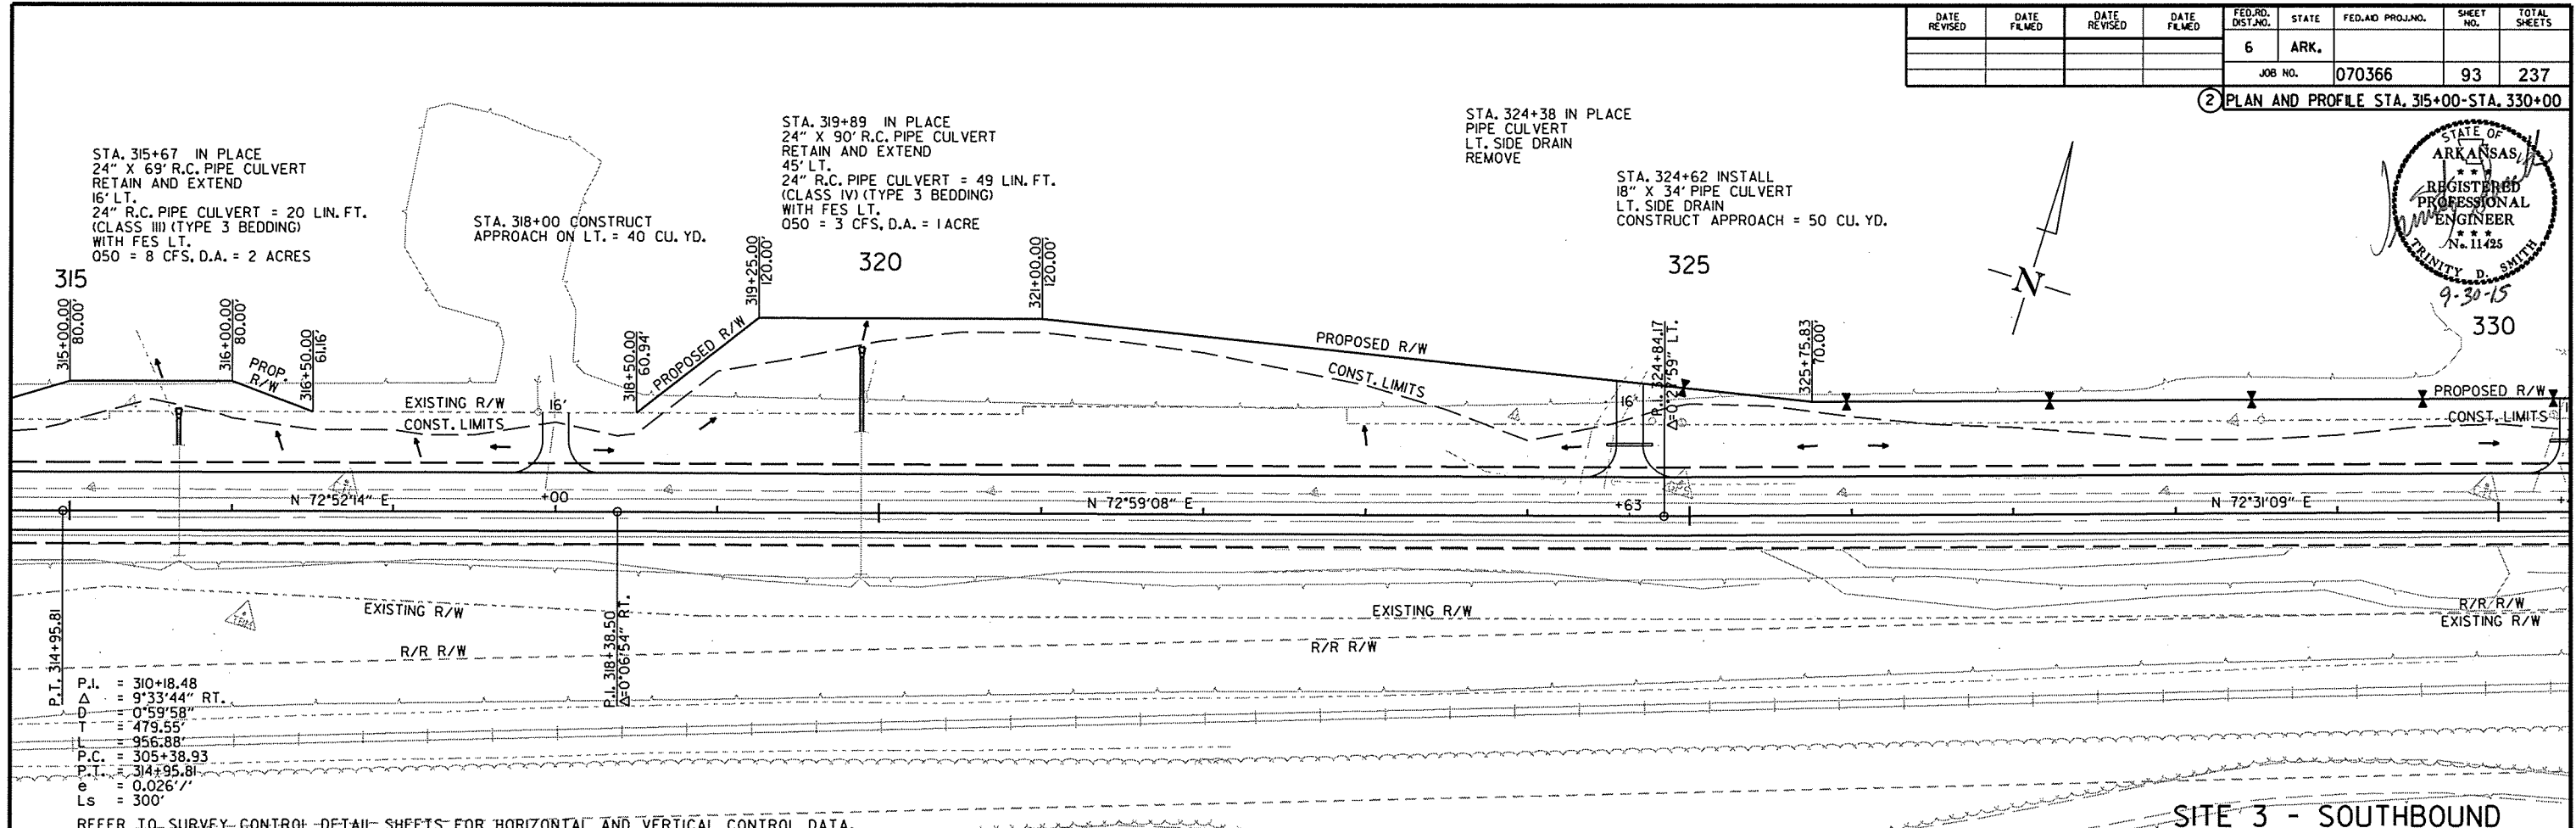 DATE REVISED
DATE FILMED
DATE REVISED
DATE FILMED
FED.RD. DIST.NO.
STATE
FED.AID PROJ.NO.
SHEET NO.
TOTAL SHEETS
6
ARK.
JOB NO.
070366
93
237
2 PLAN AND PROFILE STA. 315+00-STA. 330+00
STATE OF
ARKANSAS
REGISTERED
PROFESSIONAL
ENGINEER
No. 11425
TRINITY D. SMITH
9-30-15
STA. 315+67 IN PLACE
24" X 69' R.C. PIPE CULVERT
RETAIN AND EXTEND
16' LT.
24" R.C. PIPE CULVERT = 20 LIN. FT.
(CLASS III) (TYPE 3 BEDDING)
WITH FES LT.
Q50 = 8 CFS, D.A. = 2 ACRES
STA. 318+00 CONSTRUCT
APPROACH ON LT. = 40 CU. YD.
STA. 319+89 IN PLACE
24" X 90' R.C. PIPE CULVERT
RETAIN AND EXTEND
45' LT.
24" R.C. PIPE CULVERT = 49 LIN. FT.
(CLASS IV) (TYPE 3 BEDDING)
WITH FES LT.
Q50 = 3 CFS, D.A. = 1 ACRE
STA. 324+38 IN PLACE
PIPE CULVERT
LT. SIDE DRAIN
REMOVE
STA. 324+62 INSTALL
18" X 34' PIPE CULVERT
LT. SIDE DRAIN
CONSTRUCT APPROACH = 50 CU. YD.
315
320
325
330
N
315+00.00
80.00'
316+00.00
80.00'
PROP. R/W
316+50.00
61.16'
318+50.00
60.94'
PROPOSED R/W
319+25.00
120.00'
321+00.00
120.00'
PROPOSED R/W
CONST. LIMITS
P.I. 324+84.17
Δ=0°27'59" LT.
325+75.83
70.00'
PROPOSED R/W
CONST. LIMITS
EXISTING R/W
CONST. LIMITS
16'
16'
N 72°52'14" E
+00
N 72°59'08" E
+63
N 72°31'09" E
EXISTING R/W
EXISTING R/W
R/R R/W
EXISTING R/W
R/R R/W
R/R R/W
P.T. 314+95.81
P.I. 318+38.50
Δ=0°06'54" RT.
P.I. = 310+18.48
Δ = 9°33'44" RT.
D = 0°59'58"
T = 479.55'
L = 956.88'
P.C. = 305+38.93
P.T. = 314+95.81
e = 0.026'/'
Ls = 300'
REFER TO SURVEY CONTROL DETAIL SHEETS FOR HORIZONTAL AND VERTICAL CONTROL DATA.
SITE 3 - SOUTHBOUND